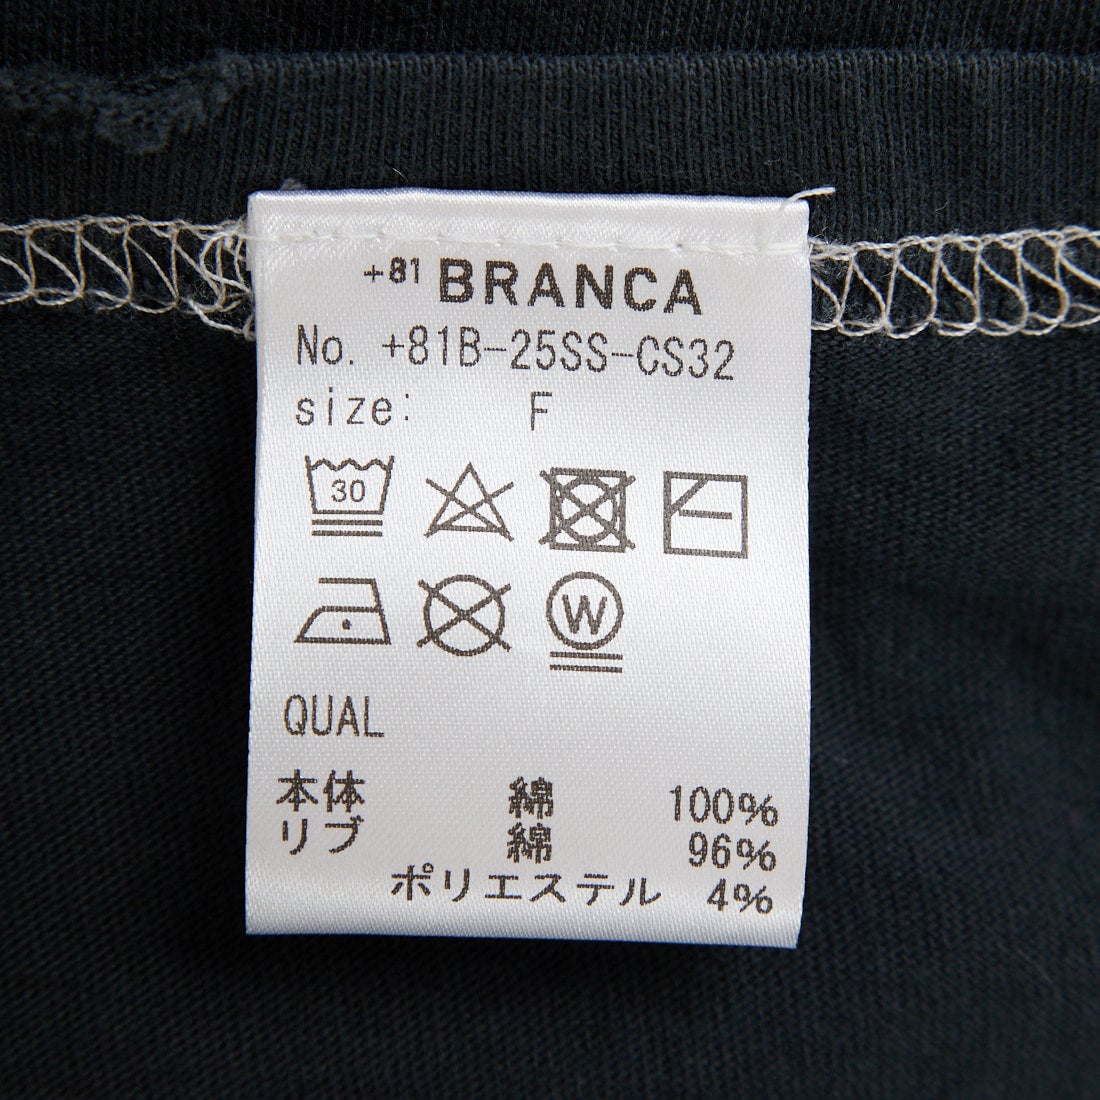 +81 BRANCA
No. +81B-25SS-CS32
size: F
30
W
QUAL
本体 綿 100%
リブ 綿 96%
ポリエステル 4%